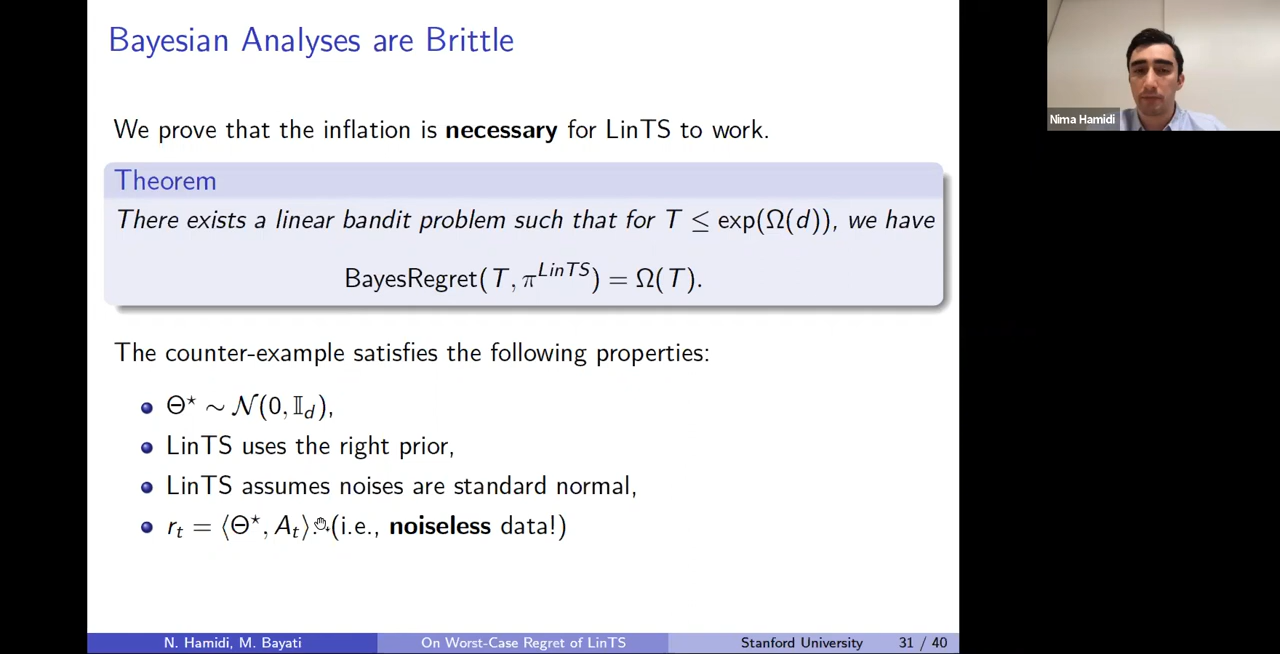 Bayesian Analyses are Brittle
We prove that the inflation is necessary for LinTS to work.
Theorem
There exists a linear bandit problem such that for T ≤ exp(Ω(d)), we have
BayesRegret(T, π^LinTS) = Ω(T).
The counter-example satisfies the following properties:
Θ⋆ ∼ 𝒩(0, 𝕀_d),
LinTS uses the right prior,
LinTS assumes noises are standard normal,
r_t = ⟨Θ⋆, A_t⟩. (i.e., noiseless data!)
N. Hamidi, M. Bayati On Worst-Case Regret of LinTS Stanford University 31 / 40
Nima Hamidi